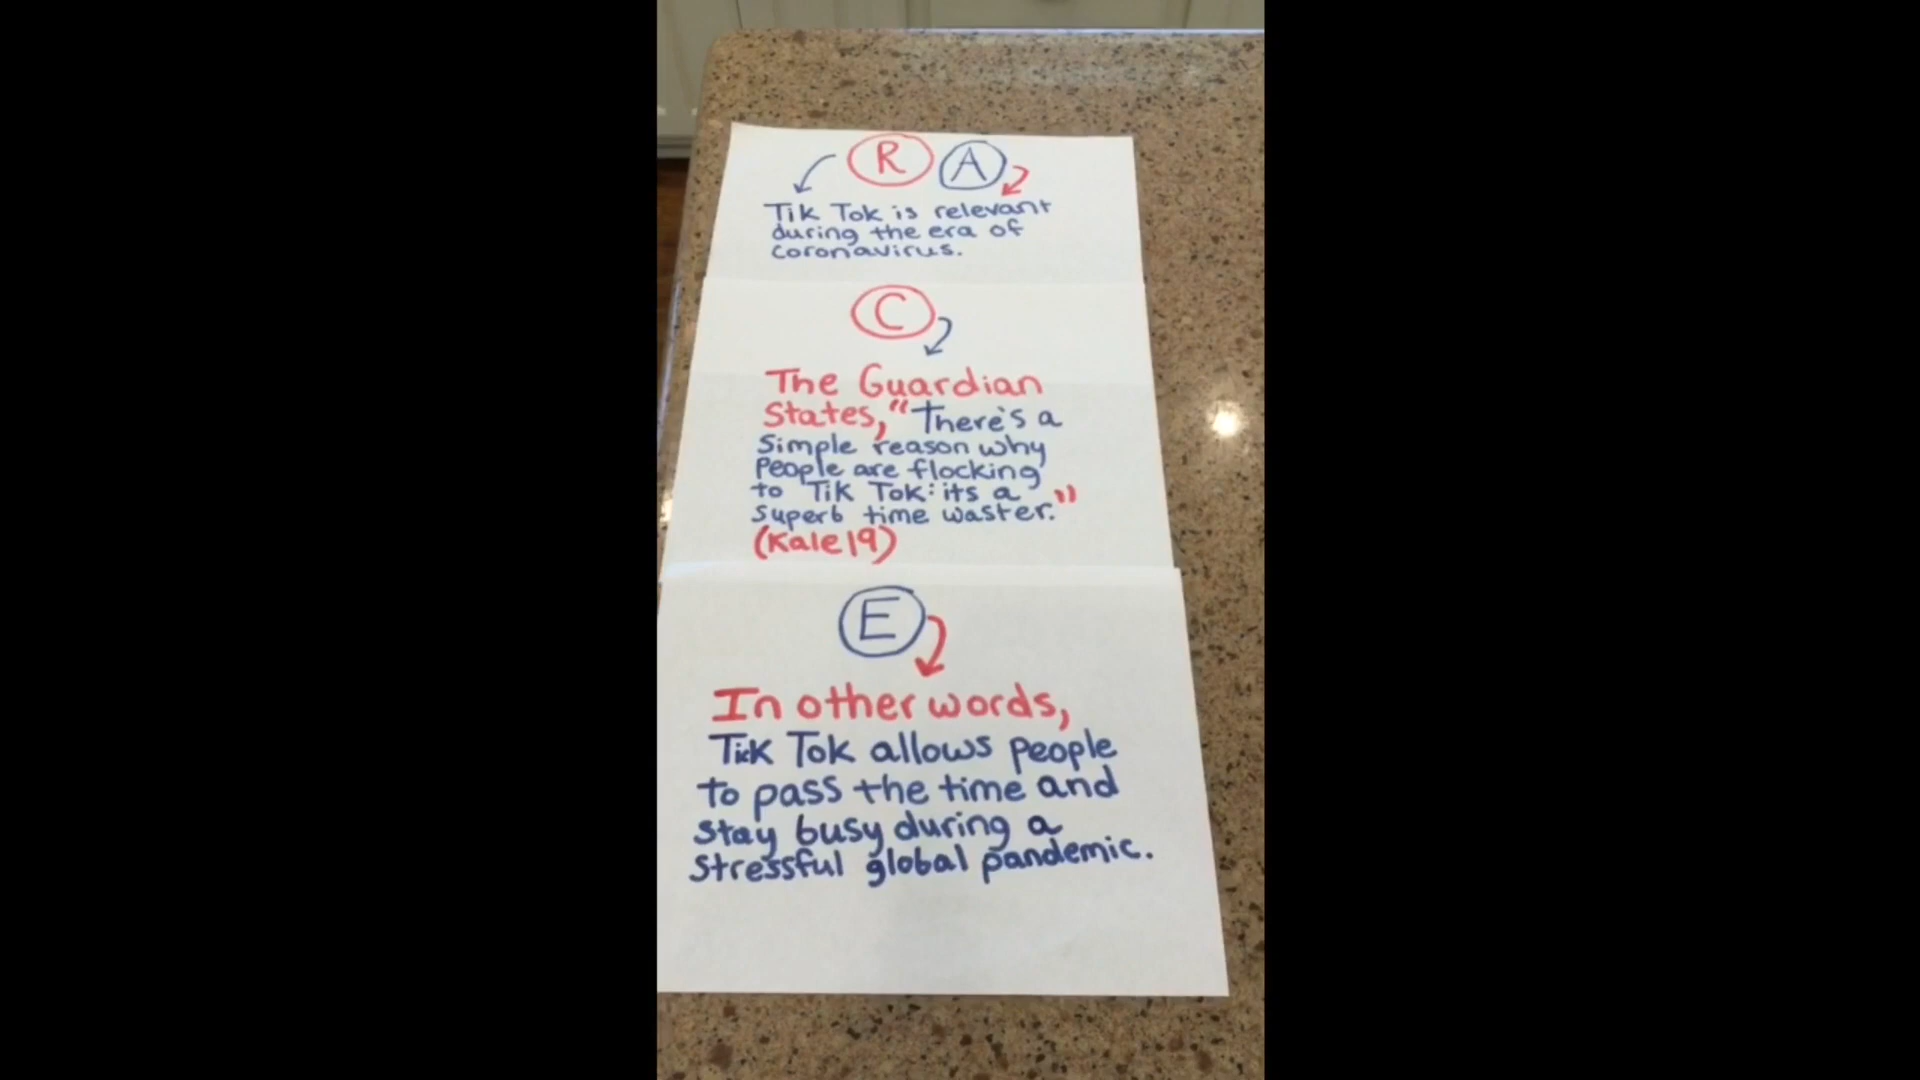 R A
Tik Tok is relevant
during the era of
coronavirus.
C
The Guardian
States, "There's a
simple reason why
people are flocking
to Tik Tok: its a
superb time waster."
(Kale 19)
E
In other words,
Tick Tok allows people
to pass the time and
stay busy during a
stressful global pandemic.